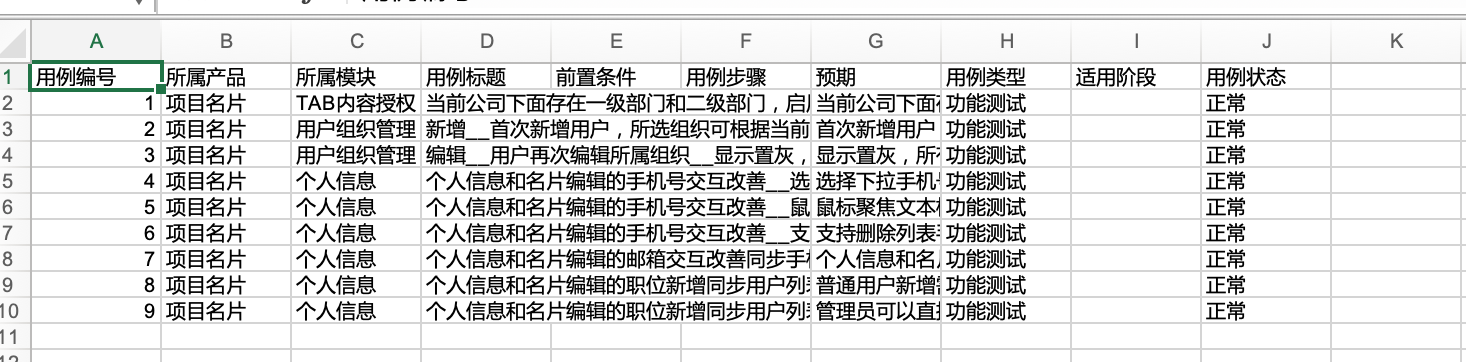 A B C D E F G H I J K
1 用例编号 所属产品 所属模块 用例标题 前置条件 用例步骤 预期 用例类型 适用阶段 用例状态
2 1 项目名片 TAB内容授权 当前公司下面存在一级部门和二级部门，启 当前公司下面 功能测试 正常
3 2 项目名片 用户组织管理 新增__首次新增用户，所选组织可根据当前 首次新增用户 功能测试 正常
4 3 项目名片 用户组织管理 编辑__用户再次编辑所属组织__显示置灰， 显示置灰，所 功能测试 正常
5 4 项目名片 个人信息 个人信息和名片编辑的手机号交互改善__选 选择下拉手机 功能测试 正常
6 5 项目名片 个人信息 个人信息和名片编辑的手机号交互改善__鼠 鼠标聚焦文本 功能测试 正常
7 6 项目名片 个人信息 个人信息和名片编辑的手机号交互改善__支 支持删除列表 功能测试 正常
8 7 项目名片 个人信息 个人信息和名片编辑的邮箱交互改善同步手 个人信息和名 功能测试 正常
9 8 项目名片 个人信息 个人信息和名片编辑的职位新增同步用户列 普通用户新增 功能测试 正常
10 9 项目名片 个人信息 个人信息和名片编辑的职位新增同步用户列 管理员可以直 功能测试 正常
11